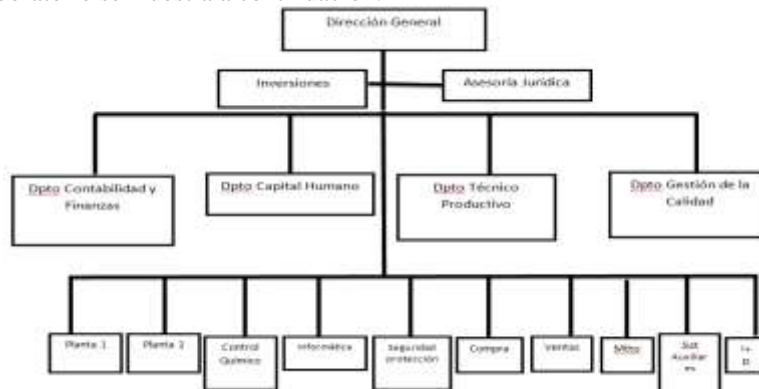 Dirección General
Inversiones
Asesoría Jurídica
Dpto Contabilidad y
Finanzas
Dpto Capital Humano
Dpto Técnico
Productivo
Dpto Gestión de la
Calidad
Planta 1
Planta 2
Control
Químico
Informática
Seguridad
protección
Compra
Ventas
Mtto
Sist
Auxiliar
es
I+
D